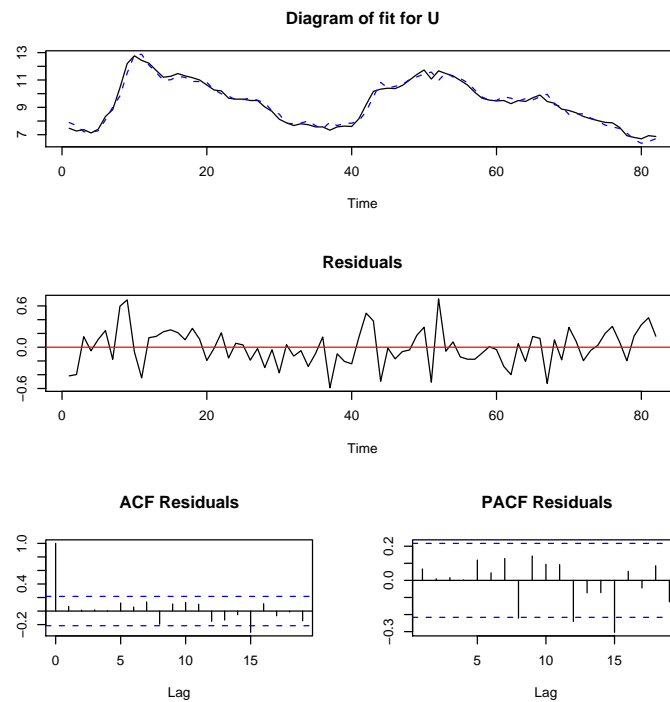 Diagram of fit for U
7 9 11 13
0 20 40 60 80
Time
Residuals
−0.6 0.0 0.6
0 20 40 60 80
Time
ACF Residuals
−0.2 0.4 1.0
0 5 10 15
Lag
PACF Residuals
−0.3 0.0 0.2
5 10 15
Lag